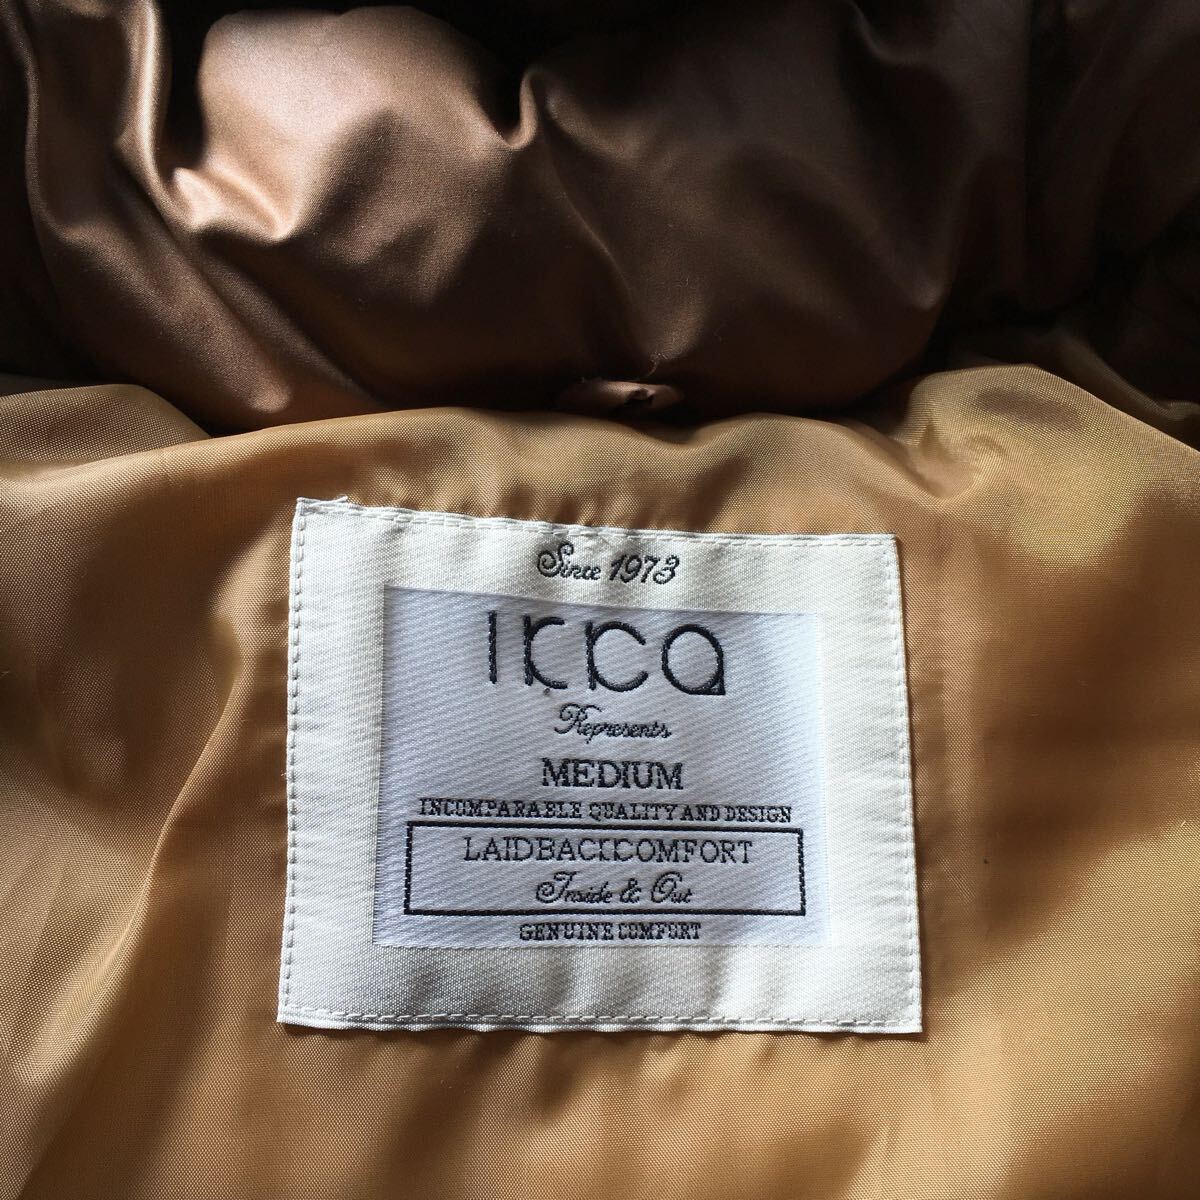 Since 1973
ikka
Represents
MEDIUM
INCOMPARABLE QUALITY AND DESIGN
LAIDBACKCOMFORT
Inside & Out
GENUINE COMFORT